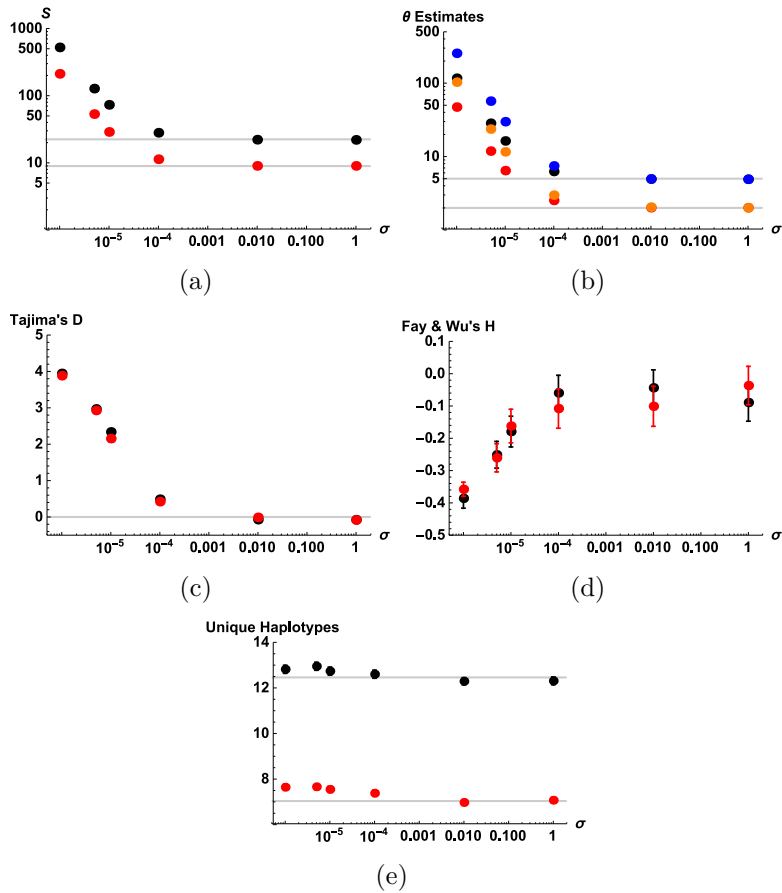 S
1000
500
100
50
10
5
10⁻⁵ 10⁻⁴ 0.001 0.010 0.100 1 σ
(a)
θ Estimates
500
100
50
10
5
10⁻⁵ 10⁻⁴ 0.001 0.010 0.100 1 σ
(b)
Tajima's D
5
4
3
2
1
0
10⁻⁵ 10⁻⁴ 0.001 0.010 0.100 1 σ
(c)
Fay & Wu's H
0.1
0.0
−0.1
−0.2
−0.3
−0.4
−0.5
10⁻⁵ 10⁻⁴ 0.001 0.010 0.100 1 σ
(d)
Unique Haplotypes
14
12
10
8
10⁻⁵ 10⁻⁴ 0.001 0.010 0.100 1 σ
(e)